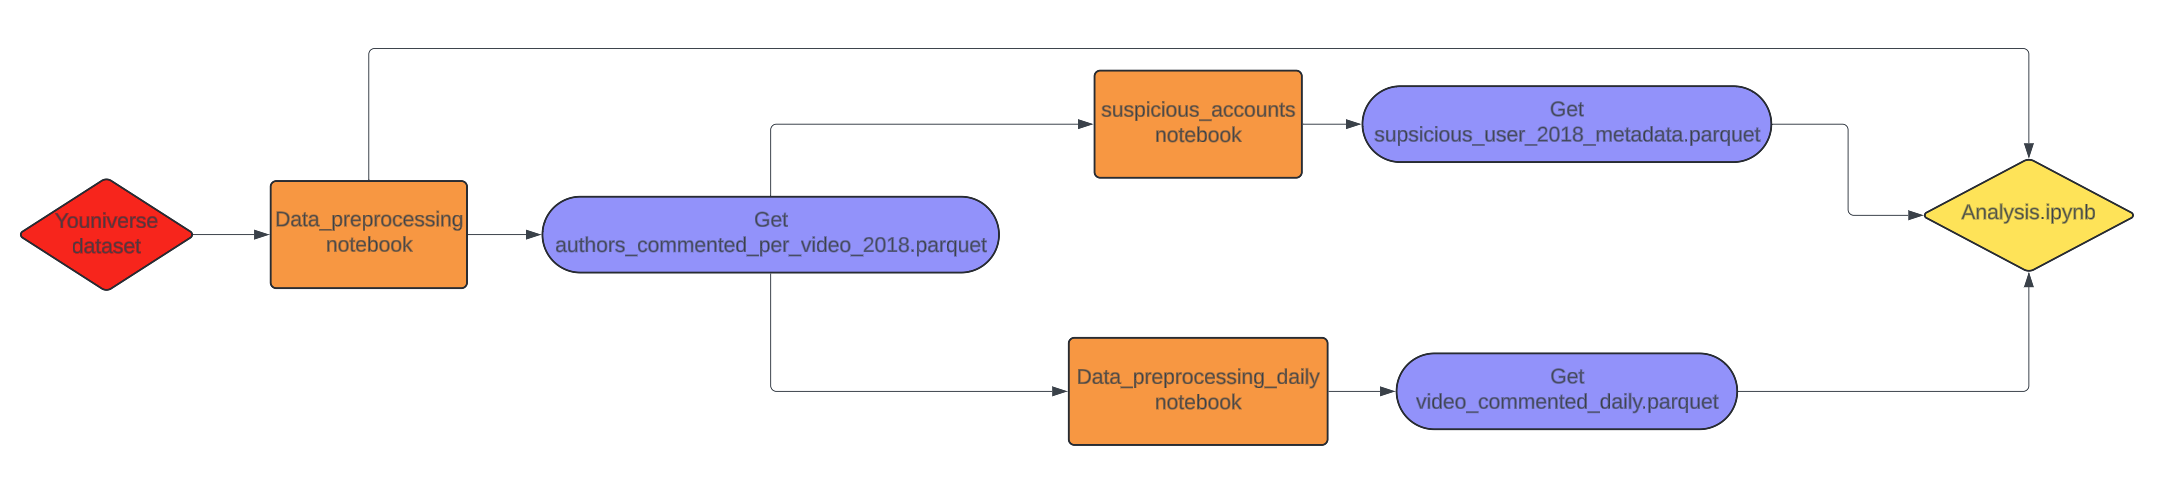 Youniverse
dataset
Data_preprocessing
notebook
Get
authors_commented_per_video_2018.parquet
suspicious_accounts
notebook
Get
supsicious_user_2018_metadata.parquet
Data_preprocessing_daily
notebook
Get
video_commented_daily.parquet
Analysis.ipynb